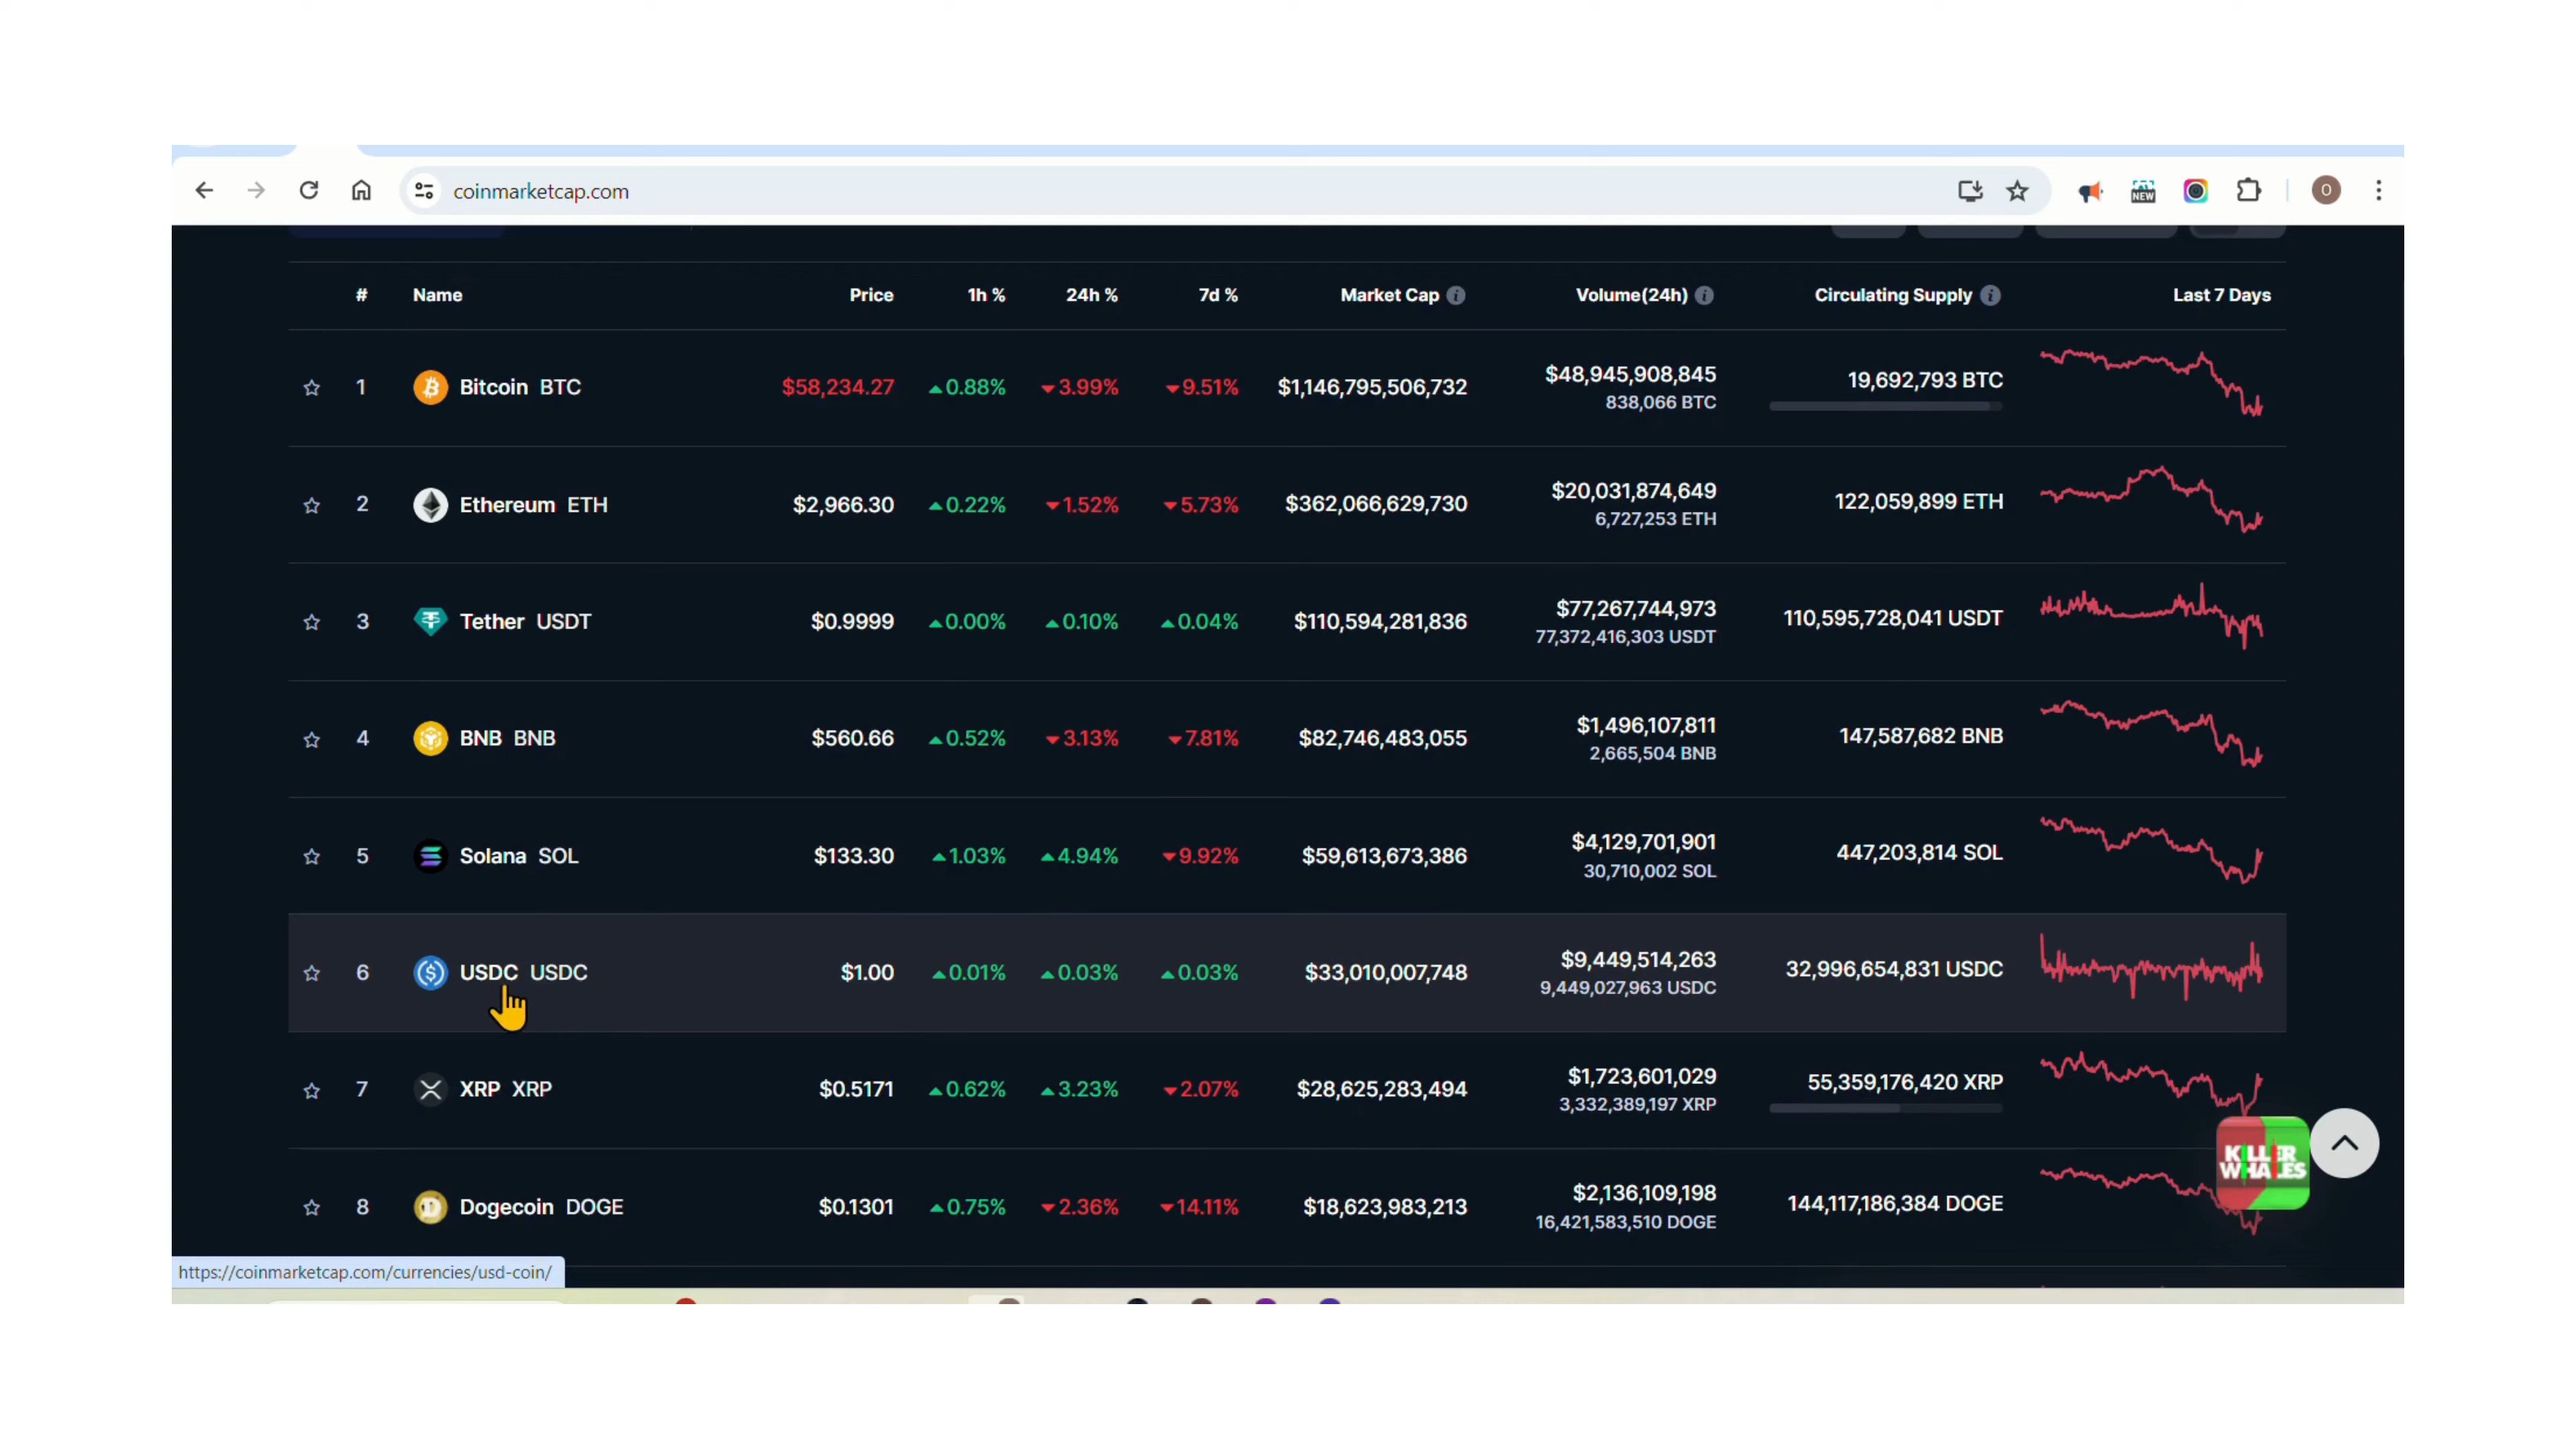 coinmarketcap.com
NEW
O
# Name Price 1h % 24h % 7d % Market Cap Volume(24h) Circulating Supply Last 7 Days
1 Bitcoin BTC $58,234.27 0.88% 3.99% 9.51% $1,146,795,506,732 $48,945,908,845 19,692,793 BTC
838,066 BTC
2 Ethereum ETH $2,966.30 0.22% 1.52% 5.73% $362,066,629,730 $20,031,874,649 122,059,899 ETH
6,727,253 ETH
3 Tether USDT $0.9999 0.00% 0.10% 0.04% $110,594,281,836 $77,267,744,973 110,595,728,041 USDT
77,372,416,303 USDT
4 BNB BNB $560.66 0.52% 3.13% 7.81% $82,746,483,055 $1,496,107,811 147,587,682 BNB
2,665,504 BNB
5 Solana SOL $133.30 1.03% 4.94% 9.92% $59,613,673,386 $4,129,701,901 447,203,814 SOL
30,710,002 SOL
6 USDC USDC $1.00 0.01% 0.03% 0.03% $33,010,007,748 $9,449,514,263 32,996,654,831 USDC
9,449,027,963 USDC
7 XRP XRP $0.5171 0.62% 3.23% 2.07% $28,625,283,494 $1,723,601,029 55,359,176,420 XRP
3,332,389,197 XRP
KILLER
WHALES
8 Dogecoin DOGE $0.1301 0.75% 2.36% 14.11% $18,623,983,213 $2,136,109,198 144,117,186,384 DOGE
16,421,583,510 DOGE
https://coinmarketcap.com/currencies/usd-coin/